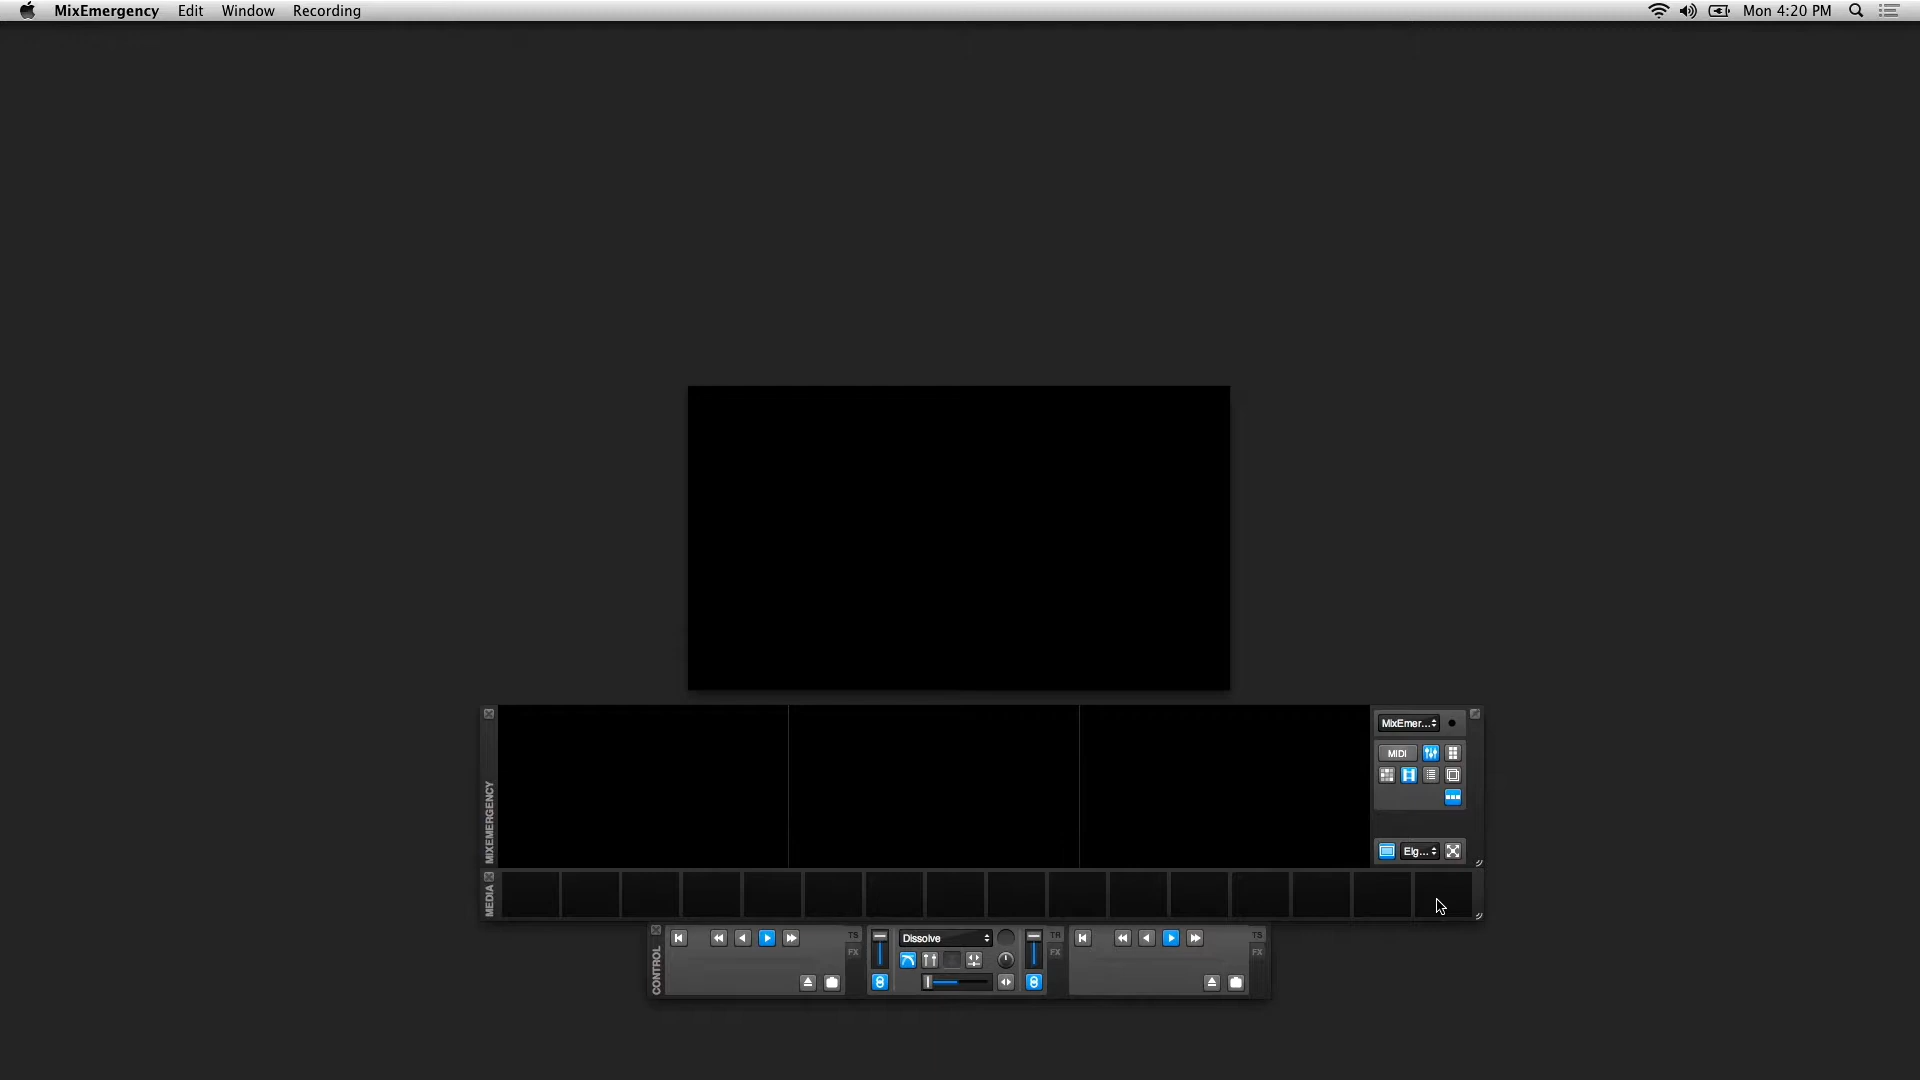 MixEmergency Edit Window Recording Mon 4:20 PM
MIXEMERGENCY
MixEmer...
MIDI
Elg...
MEDIA
CONTROL
TS
FX
Dissolve
TR
FX
TS
FX